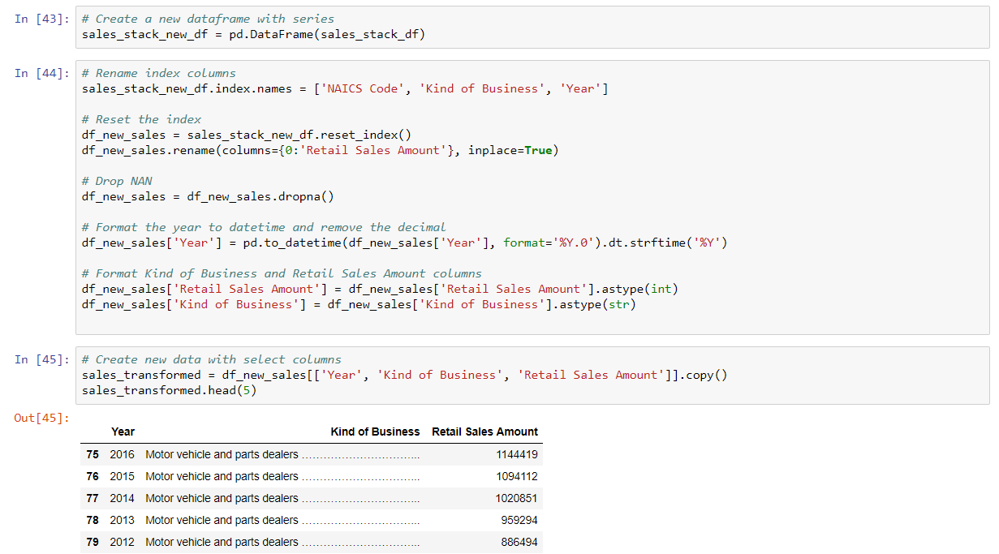 In [43]: # Create a new dataframe with series
sales_stack_new_df = pd.DataFrame(sales_stack_df)
In [44]: # Rename index columns
sales_stack_new_df.index.names = ['NAICS Code', 'Kind of Business', 'Year']
# Reset the index
df_new_sales = sales_stack_new_df.reset_index()
df_new_sales.rename(columns={0:'Retail Sales Amount'}, inplace=True)
# Drop NAN
df_new_sales = df_new_sales.dropna()
# Format the year to datetime and remove the decimal
df_new_sales['Year'] = pd.to_datetime(df_new_sales['Year'], format='%Y.0').dt.strftime('%Y')
# Format Kind of Business and Retail Sales Amount columns
df_new_sales['Retail Sales Amount'] = df_new_sales['Retail Sales Amount'].astype(int)
df_new_sales['Kind of Business'] = df_new_sales['Kind of Business'].astype(str)
In [45]: # Create new data with select columns
sales_transformed = df_new_sales[['Year', 'Kind of Business', 'Retail Sales Amount']].copy()
sales_transformed.head(5)
Out[45]:
Year Kind of Business Retail Sales Amount
75 2016 Motor vehicle and parts dealers ................................. 1144419
76 2015 Motor vehicle and parts dealers ................................. 1094112
77 2014 Motor vehicle and parts dealers ................................. 1020851
78 2013 Motor vehicle and parts dealers ................................. 959294
79 2012 Motor vehicle and parts dealers ................................. 886494